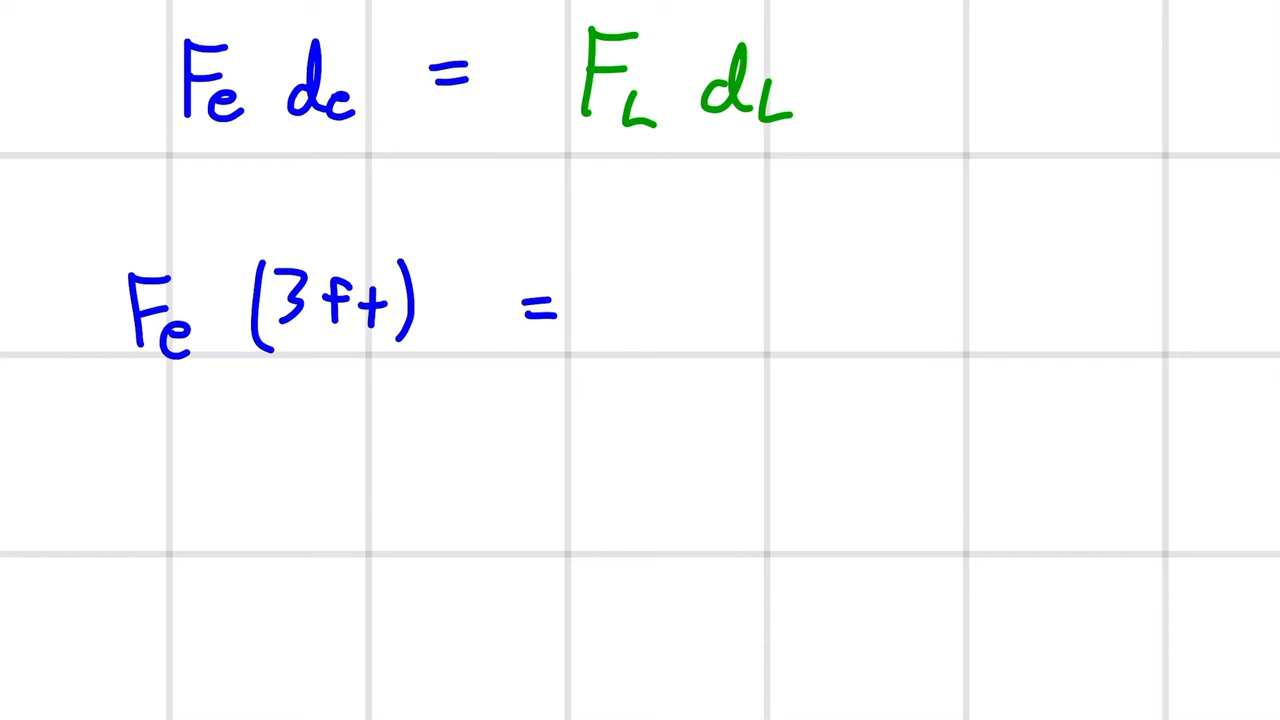 Fe de = FL dL
Fe (3ft) =